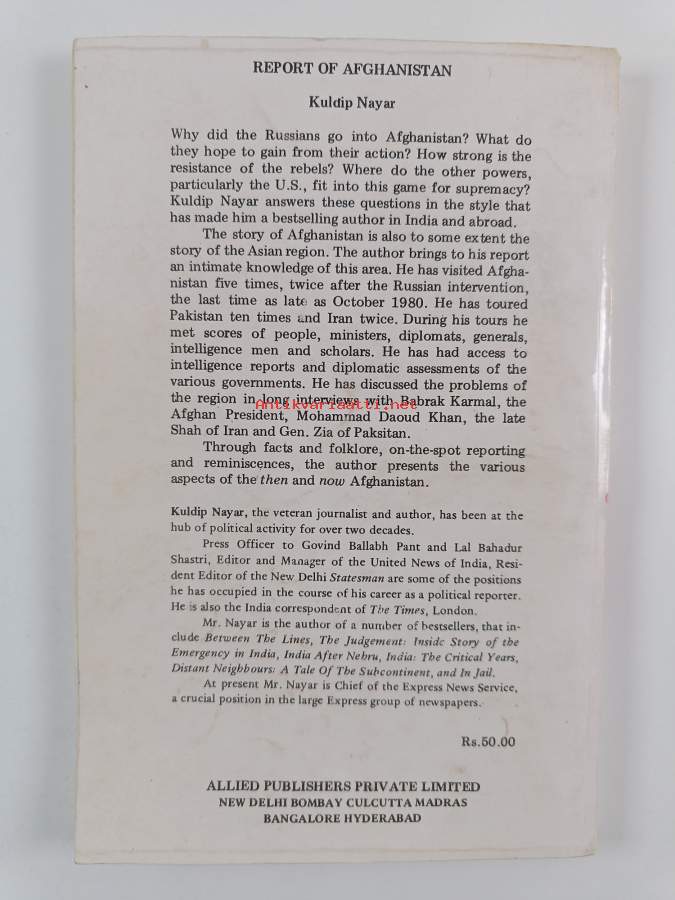 REPORT OF AFGHANISTAN
Kuldip Nayar
Why did the Russians go into Afghanistan? What do
they hope to gain from their action? How strong is the
resistance of the rebels? Where do the other powers,
particularly the U.S., fit into this game for supremacy?
Kuldip Nayar answers these questions in the style that
has made him a bestselling author in India and abroad.
The story of Afghanistan is also to some extent the
story of the Asian region. The author brings to his report
an intimate knowledge of this area. He has visited Afgha-
nistan five times, twice after the Russian intervention,
the last time as late as October 1980. He has toured
Pakistan ten times and Iran twice. During his tours he
met scores of people, ministers, diplomats, generals,
intelligence men and scholars. He has had access to
intelligence reports and diplomatic assessments of the
various governments. He has discussed the problems of
the region in long interviews with Babrak Karmal, the
Antikvariaatti.net
Afghan President, Mohammad Daoud Khan, the late
Shah of Iran and Gen. Zia of Paksitan.
Through facts and folklore, on-the-spot reporting
and reminiscences, the author presents the various
aspects of the then and now Afghanistan.
Kuldip Nayar, the veteran journalist and author, has been at the
hub of political activity for over two decades.
Press Officer to Govind Ballabh Pant and Lal Bahadur
Shastri, Editor and Manager of the United News of India, Resi-
dent Editor of the New Delhi Statesman are some of the positions
he has occupied in the course of his career as a political reporter.
He is also the India correspondent of The Times, London.
Mr. Nayar is the author of a number of bestsellers, that in-
clude Between The Lines, The Judgement: Inside Story of the
Emergency in India, India After Nehru, India: The Critical Years,
Distant Neighbours: A Tale Of The Subcontinent, and In Jail.
At present Mr. Nayar is Chief of the Express News Service,
a crucial position in the large Express group of newspapers.
Rs.50.00
ALLIED PUBLISHERS PRIVATE LIMITED
NEW DELHI BOMBAY CULCUTTA MADRAS
BANGALORE HYDERABAD